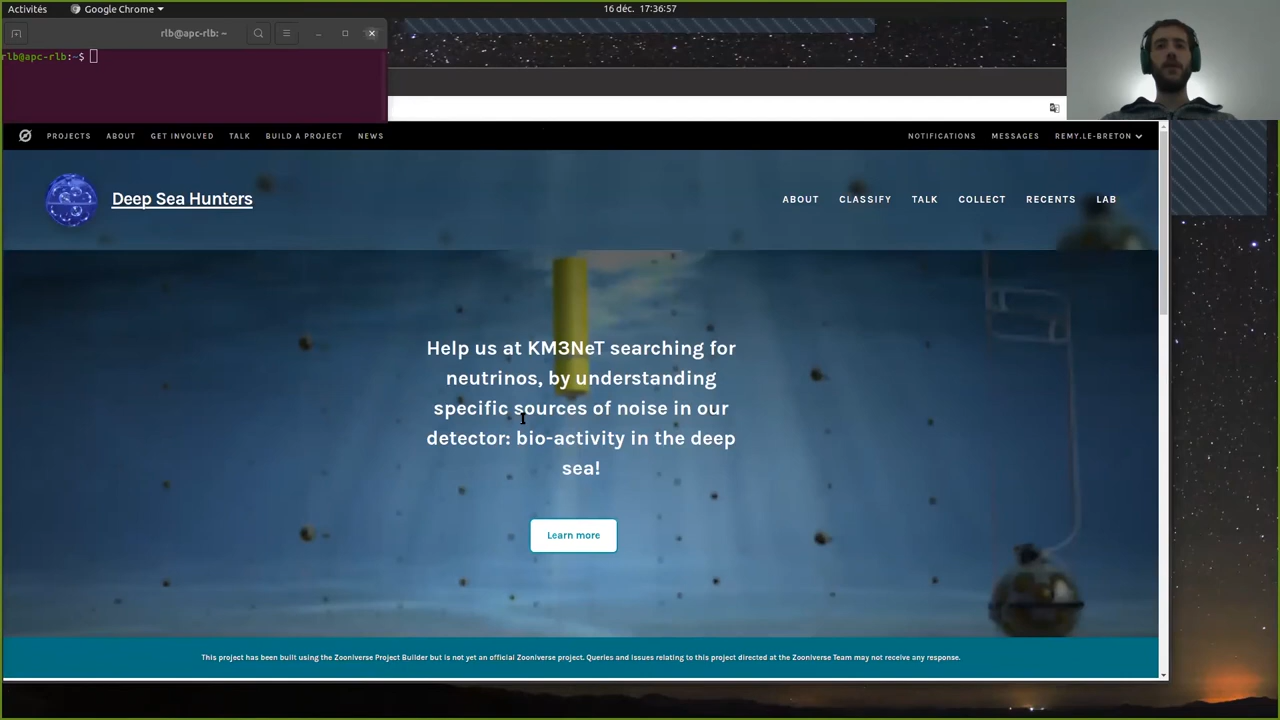 Activités Google Chrome 16 déc. 17:36:57
rlb@apc-rlb: ~
rlb@apc-rlb:~$
PROJECTS ABOUT GET INVOLVED TALK BUILD A PROJECT NEWS NOTIFICATIONS MESSAGES REMY.LE-BRETON
Deep Sea Hunters ABOUT CLASSIFY TALK COLLECT RECENTS LAB
Help us at KM3NeT searching for
neutrinos, by understanding
specific sources of noise in our
detector: bio-activity in the deep
sea!
Learn more
This project has been built using the Zooniverse Project Builder but is not yet an official Zooniverse project. Queries and issues relating to this project directed at the Zooniverse Team may not receive any response.